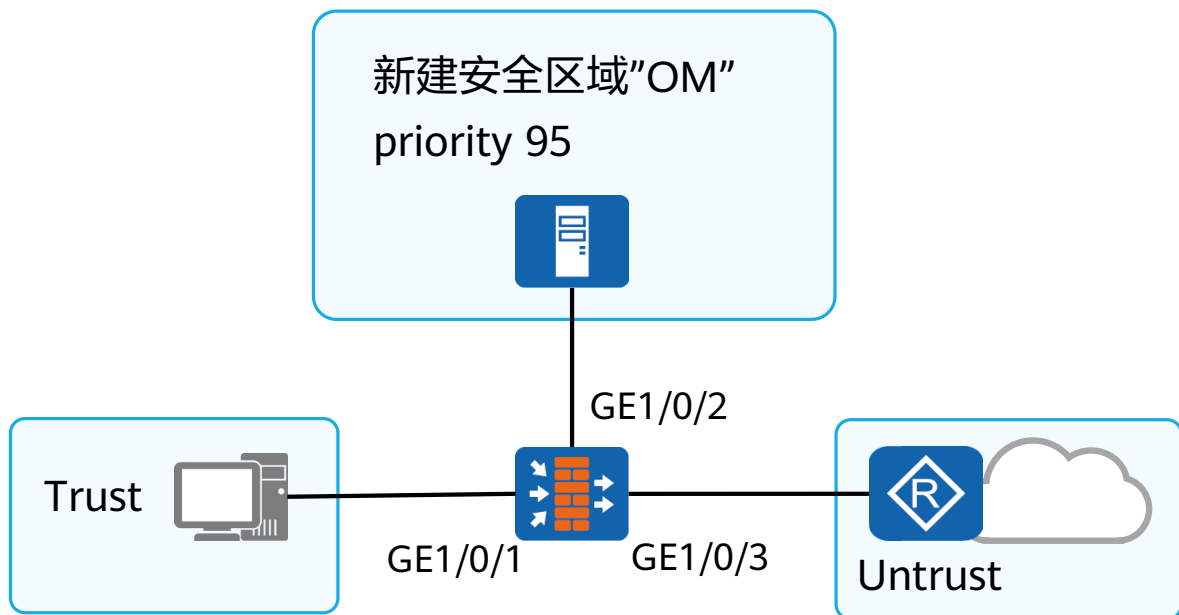 新建安全区域”OM”
priority 95
GE1/0/2
Trust
R
GE1/0/1
GE1/0/3
Untrust